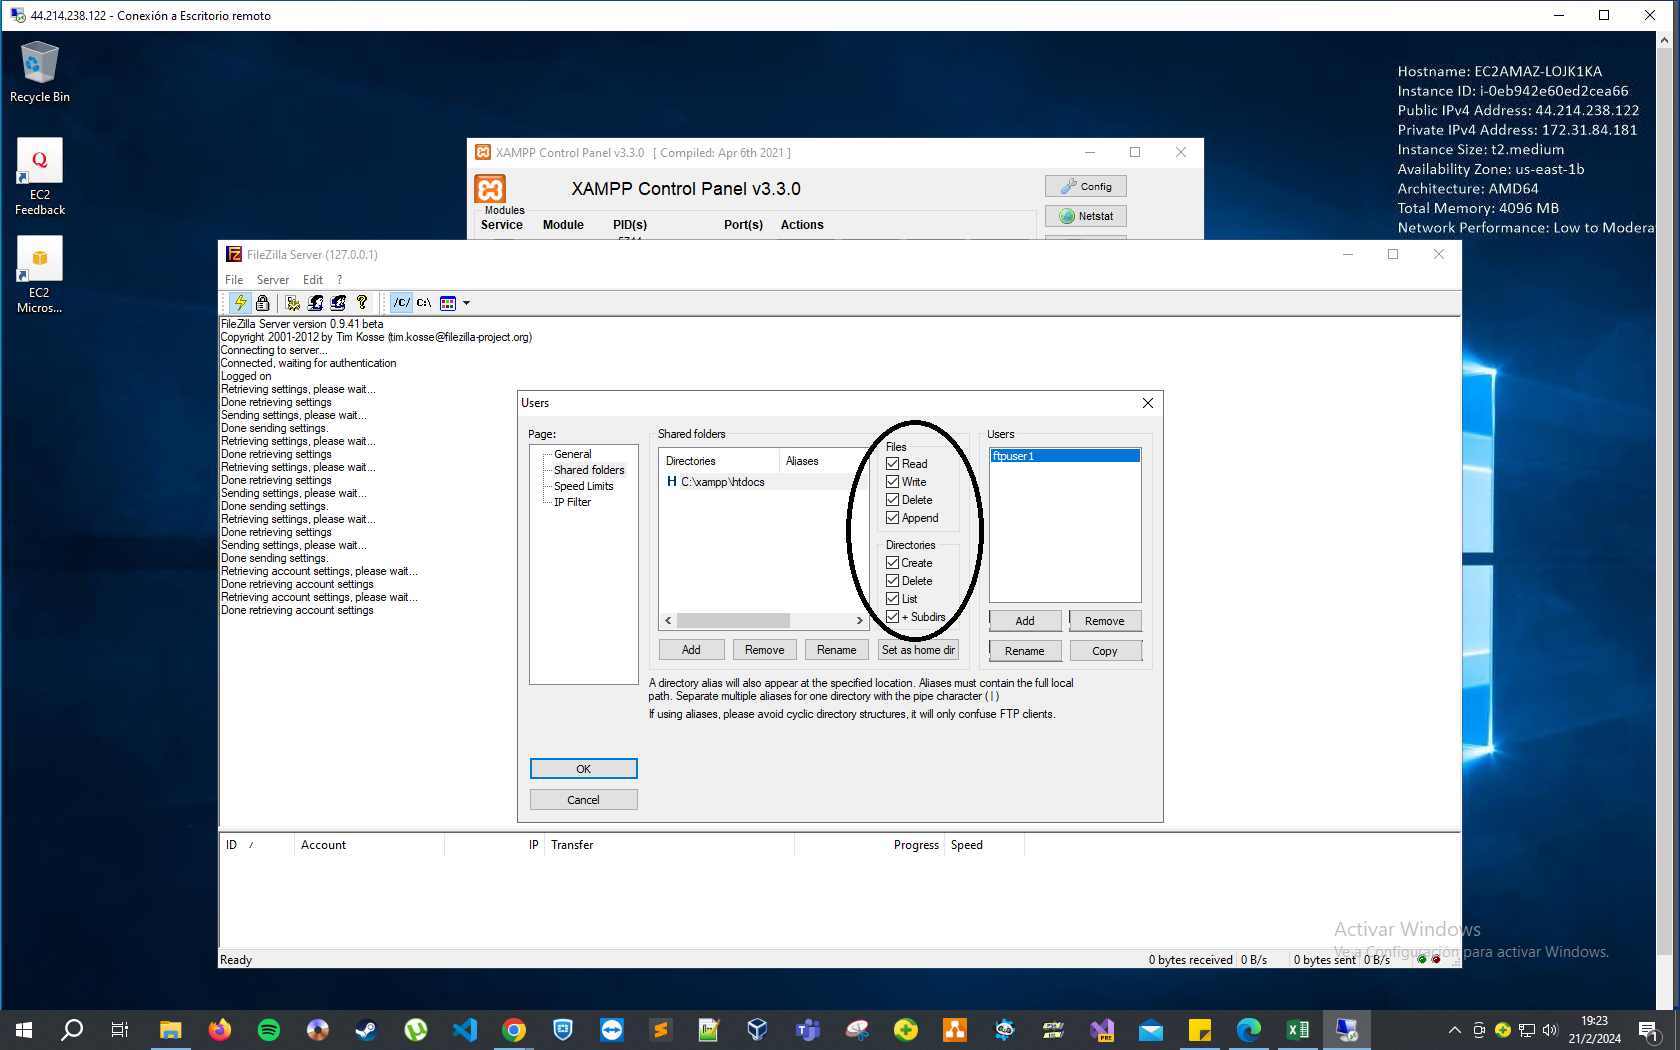 44.214.238.122 - Conexión a Escritorio remoto
Recycle Bin
EC2
Feedback
EC2
Micros...
Hostname: EC2AMAZ-LOJK1KA
Instance ID: i-0eb942e60ed2cea66
Public IPv4 Address: 44.214.238.122
Private IPv4 Address: 172.31.84.181
Instance Size: t2.medium
Availability Zone: us-east-1b
Architecture: AMD64
Total Memory: 4096 MB
Network Performance: Low to Modera
XAMPP Control Panel v3.3.0 [ Compiled: Apr 6th 2021 ]
XAMPP Control Panel v3.3.0
Config
Netstat
Modules
Service Module PID(s) Port(s) Actions
FileZilla Server (127.0.0.1)
File Server Edit ?
/C/ C:\
FileZilla Server version 0.9.41 beta
Copyright 2001-2012 by Tim Kosse (tim.kosse@filezilla-project.org)
Connecting to server...
Connected, waiting for authentication
Logged on
Retrieving settings, please wait...
Done retrieving settings
Sending settings, please wait...
Done sending settings.
Retrieving settings, please wait...
Done retrieving settings
Retrieving settings, please wait...
Done retrieving settings
Sending settings, please wait...
Done sending settings.
Retrieving settings, please wait...
Done retrieving settings
Sending settings, please wait...
Done sending settings.
Retrieving account settings, please wait...
Done retrieving account settings
Retrieving account settings, please wait...
Done retrieving account settings
Users
Page:
General
Shared folders
Speed Limits
IP Filter
Shared folders
Directories Aliases
H C:\xampp\htdocs
Files
Read
Write
Delete
Append
Directories
Create
Delete
List
+ Subdirs
Add Remove Rename Set as home dir
Users
ftpuser1
Add Remove
Rename Copy
A directory alias will also appear at the specified location. Aliases must contain the full local
path. Separate multiple aliases for one directory with the pipe character ( | )
If using aliases, please avoid cyclic directory structures, it will only confuse FTP clients.
OK
Cancel
ID / Account IP Transfer Progress Speed
Ready 0 bytes received 0 B/s 0 bytes sent 0 B/s
Activar Windows
Ve a Configuración para activar Windows.
19:23
21/2/2024
1